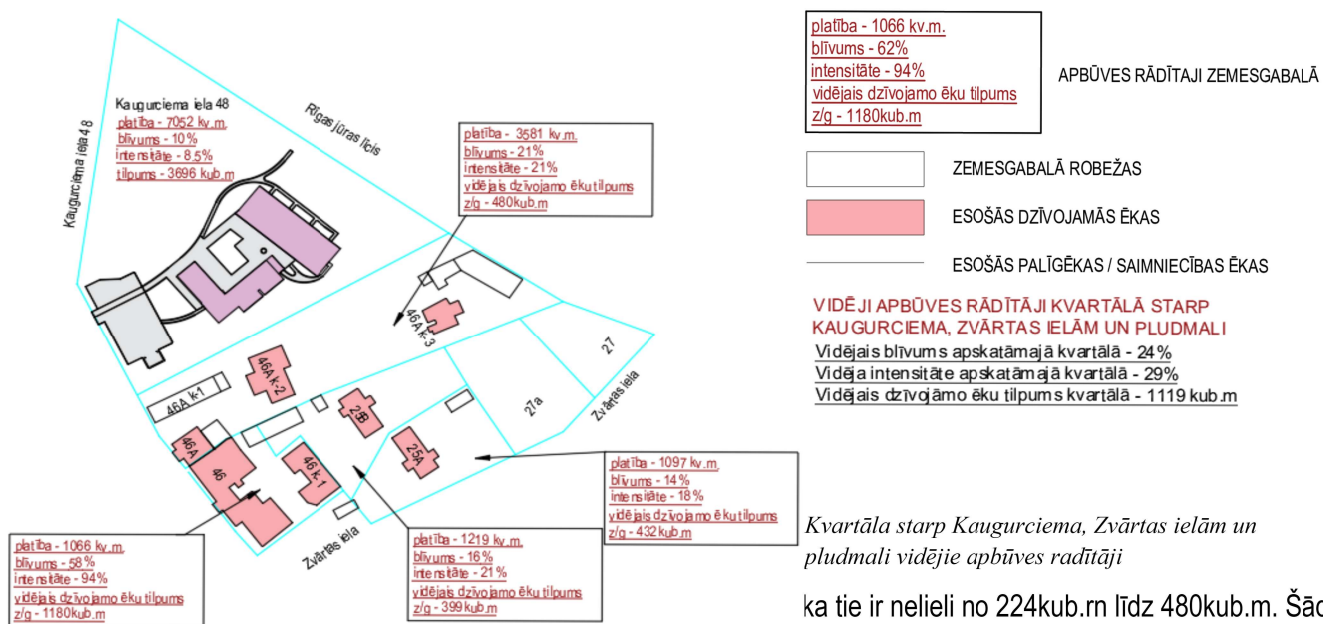 Kaugurciema iela 48
platība - 7052 kv.m.
blīvums - 10%
intensitāte - 8.5%
tilpums - 3696 kub.m
Kaugurciema iela 48
Rīgas jūras līcis
platība - 3581 kv.m.
blīvums - 21%
intensitāte - 21%
vidējais dzīvojamo ēku tilpums
z/g - 480kub.m
46A k-3
46A k-2
46A k-1
46A
46
46 k-1
25B
25A
27a
27
Zvārtas iela
Zvārtas iela
platība - 1097 kv.m.
blīvums - 14%
intensitāte - 18%
vidējais dzīvojamo ēku tilpums
z/g - 432kub.m
platība - 1219 kv.m.
blīvums - 16%
intensitāte - 21%
vidējais dzīvojamo ēku tilpums
z/g - 399kub.m
platība - 1066 kv.m.
blīvums - 58%
intensitāte - 94%
vidējais dzīvojamo ēku tilpums
z/g - 1180kub.m
platība - 1066 kv.m.
blīvums - 62%
intensitāte - 94%
vidējais dzīvojamo ēku tilpums
z/g - 1180kub.m
APBŪVES RĀDĪTAJI ZEMESGABALĀ
ZEMESGABALĀ ROBEŽAS
ESOŠĀS DZĪVOJAMĀS ĒKAS
ESOŠĀS PALĪGĒKAS / SAIMNIECĪBAS ĒKAS
VIDĒJI APBŪVES RĀDĪTĀJI KVARTĀLĀ STARP
KAUGURCIEMA, ZVĀRTAS IELĀM UN PLUDMALI
Vidējais blīvums apskatāmajā kvartālā - 24%
Vidēja intensitāte apskatāmajā kvartālā - 29%
Vidējais dzīvojāmo ēku tilpums kvartālā - 1119 kub.m
Kvartāla starp Kaugurciema, Zvārtas ielām un
pludmali vidējie apbūves radītāji
ka tie ir nelieli no 224kub.rn līdz 480kub.m. Šād